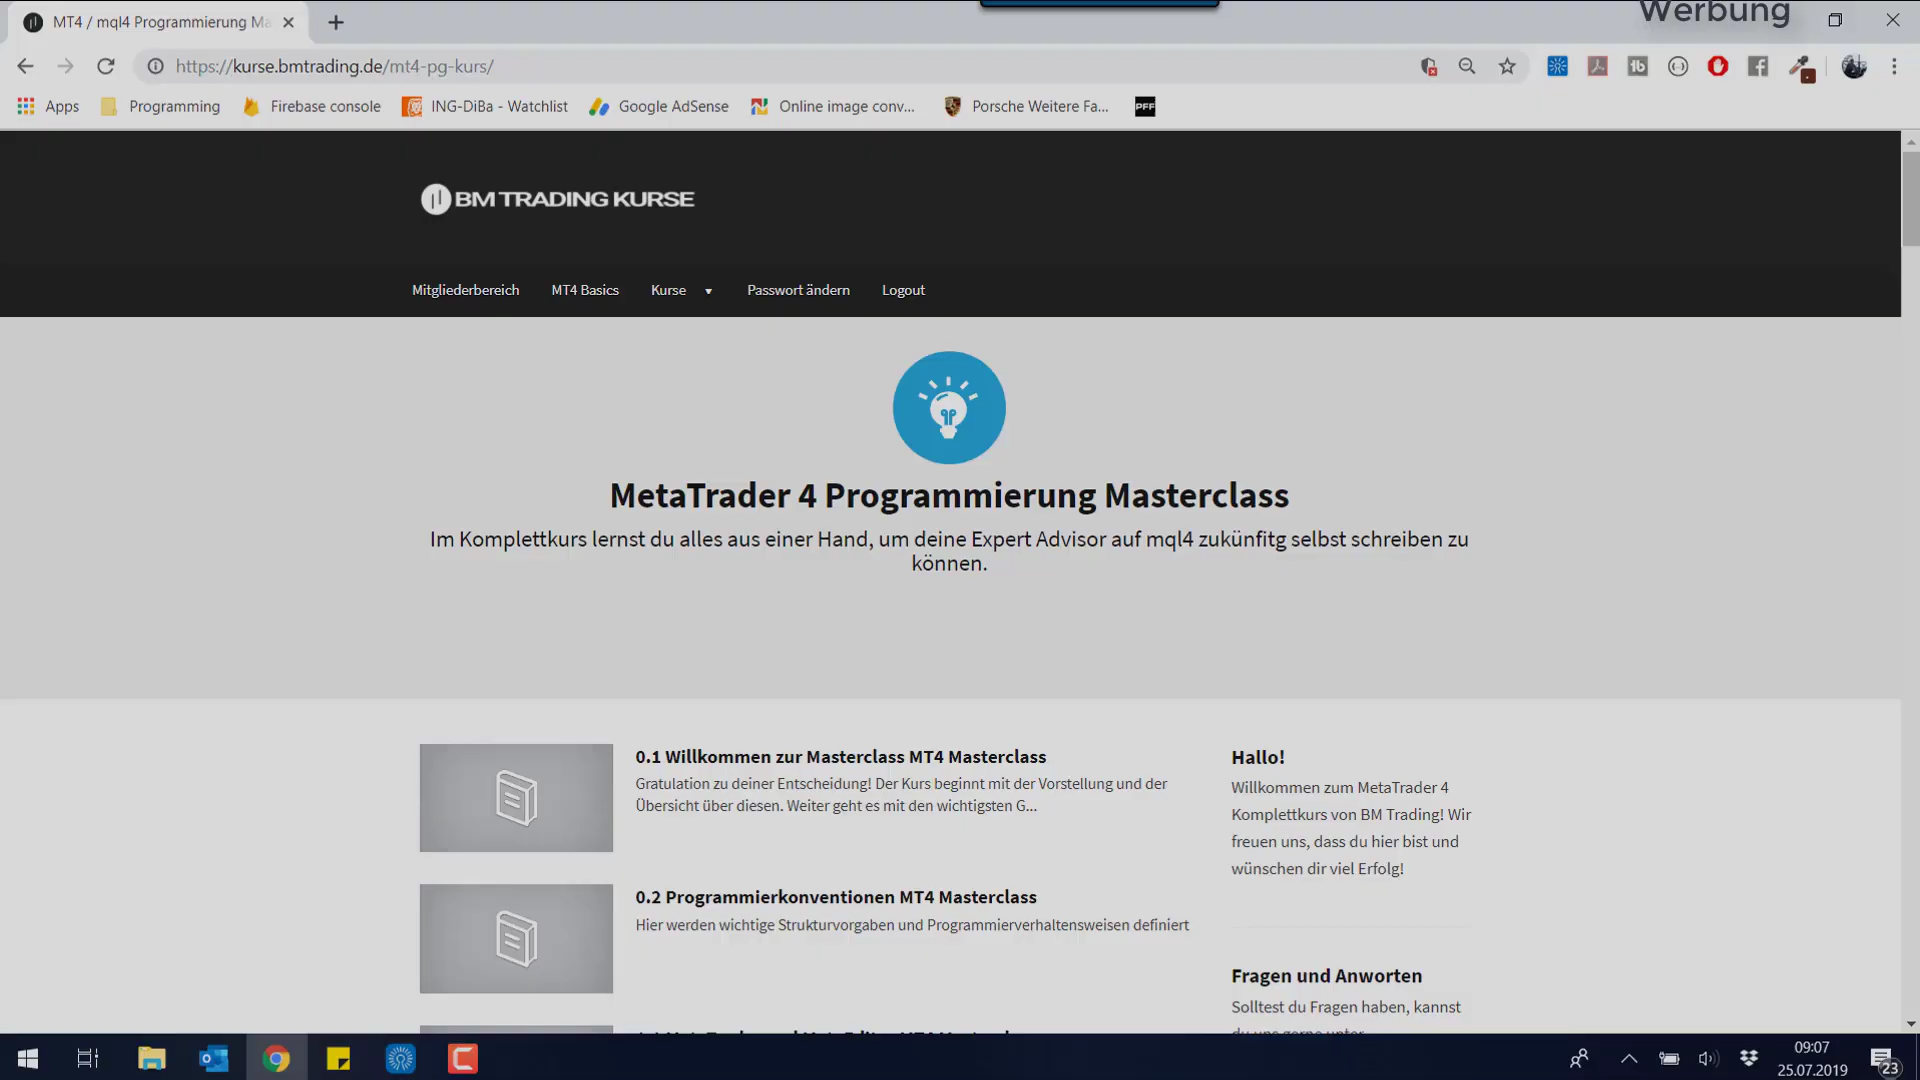 MT4 / mql4 Programmierung Ma
Werbung
https://kurse.bmtrading.de/mt4-pg-kurs/
Apps
Programming
Firebase console
ING-DiBa - Watchlist
Google AdSense
Online image conv...
Porsche Weitere Fa...
PFF
BM TRADING KURSE
Mitgliederbereich
MT4 Basics
Kurse
Passwort ändern
Logout
MetaTrader 4 Programmierung Masterclass
Im Komplettkurs lernst du alles aus einer Hand, um deine Expert Advisor auf mql4 zukünfitg selbst schreiben zu
können.
0.1 Willkommen zur Masterclass MT4 Masterclass
Gratulation zu deiner Entscheidung! Der Kurs beginnt mit der Vorstellung und der
Übersicht über diesen. Weiter geht es mit den wichtigsten G...
0.2 Programmierkonventionen MT4 Masterclass
Hier werden wichtige Strukturvorgaben und Programmierverhaltensweisen definiert
Hallo!
Willkommen zum MetaTrader 4
Komplettkurs von BM Trading! Wir
freuen uns, dass du hier bist und
wünschen dir viel Erfolg!
Fragen und Anworten
Solltest du Fragen haben, kannst
09:07
25.07.2019
23